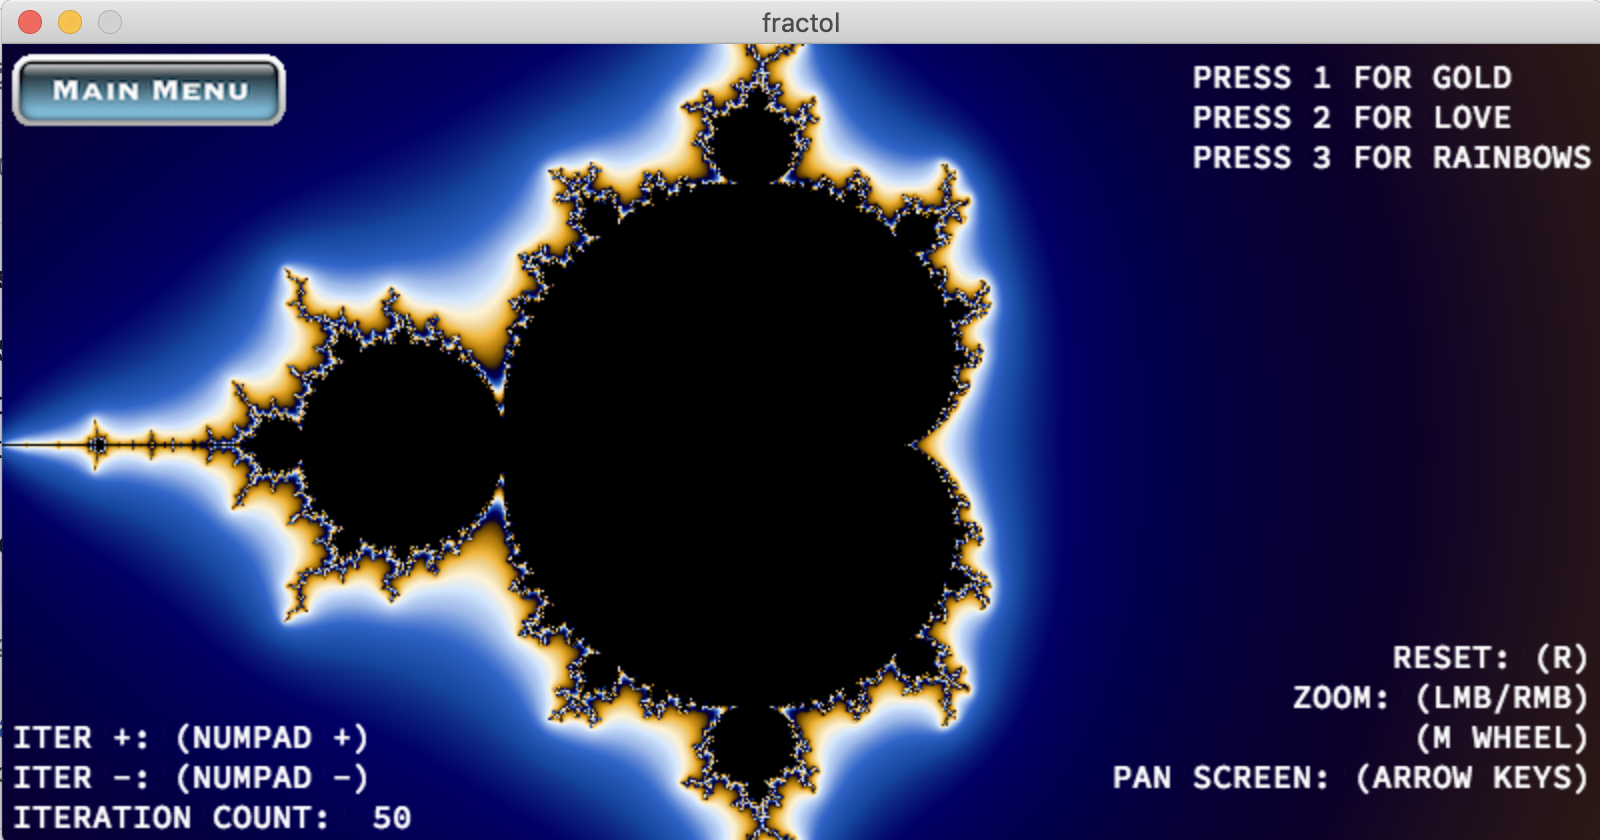 fractol
MAIN MENU
PRESS 1 FOR GOLD
PRESS 2 FOR LOVE
PRESS 3 FOR RAINBOWS
RESET: (R)
ZOOM: (LMB/RMB)
(M WHEEL)
PAN SCREEN: (ARROW KEYS)
ITER +: (NUMPAD +)
ITER -: (NUMPAD -)
ITERATION COUNT: 50